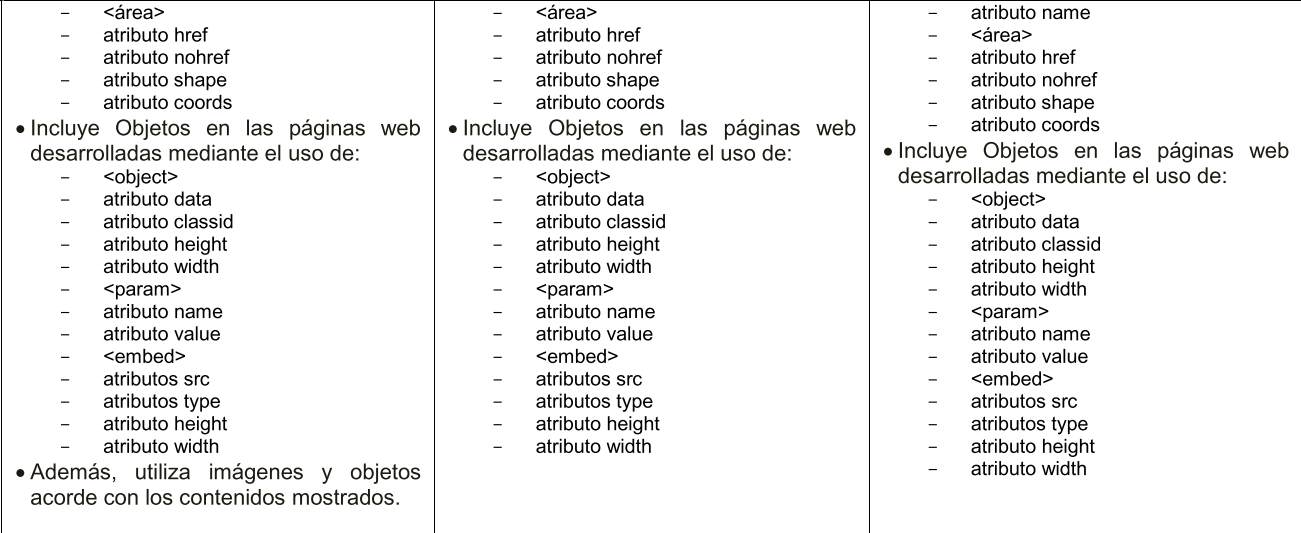 – <área>
– atributo href
– atributo nohref
– atributo shape
– atributo coords
• Incluye Objetos en las páginas web
desarrolladas mediante el uso de:
– <object>
– atributo data
– atributo classid
– atributo height
– atributo width
– <param>
– atributo name
– atributo value
– <embed>
– atributos src
– atributos type
– atributo height
– atributo width
• Además, utiliza imágenes y objetos
acorde con los contenidos mostrados.
– <área>
– atributo href
– atributo nohref
– atributo shape
– atributo coords
• Incluye Objetos en las páginas web
desarrolladas mediante el uso de:
– <object>
– atributo data
– atributo classid
– atributo height
– atributo width
– <param>
– atributo name
– atributo value
– <embed>
– atributos src
– atributos type
– atributo height
– atributo width
– atributo name
– <área>
– atributo href
– atributo nohref
– atributo shape
– atributo coords
• Incluye Objetos en las páginas web
desarrolladas mediante el uso de:
– <object>
– atributo data
– atributo classid
– atributo height
– atributo width
– <param>
– atributo name
– atributo value
– <embed>
– atributos src
– atributos type
– atributo height
– atributo width